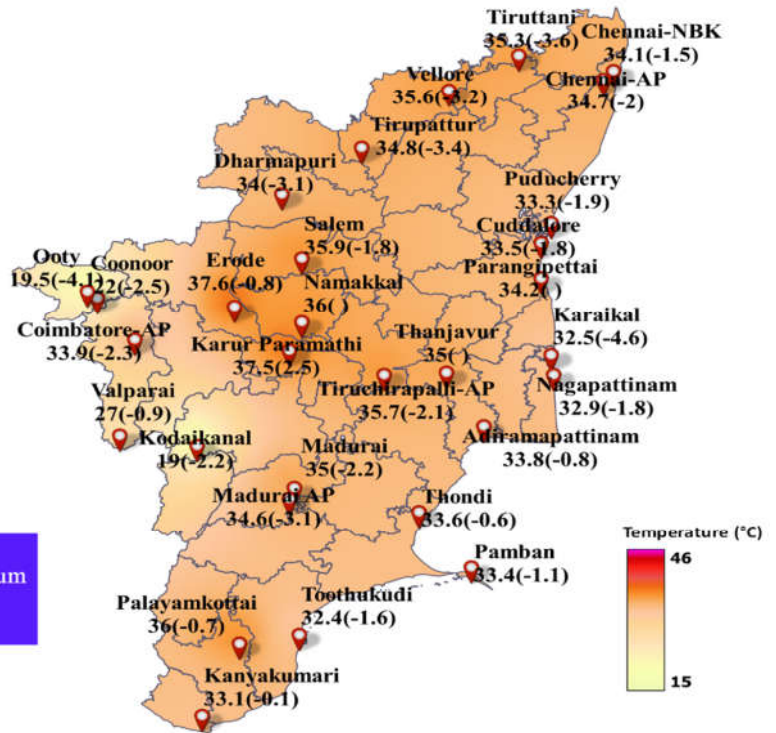 Tiruttani
35.3(-3.6)
Chennai-NBK
34.1(-1.5)
Chennai-AP
34.7(-2)
Vellore
35.6(-3.2)
Tirupattur
34.8(-3.4)
Dharmapuri
34(-3.1)
Puducherry
33.3(-1.9)
Cuddalore
33.5(-1.8)
Parangipettai
34.2( )
Salem
35.9(-1.8)
Ooty
19.5(-4.1)
Coonoor
22(-2.5)
Erode
37.6(-0.8)
Namakkal
36( )
Karaikal
32.5(-4.6)
Coimbatore-AP
33.9(-2.3)
Karur Paramathi
37.5(2.5)
Thanjavur
35( )
Tiruchirapalli-AP
35.7(-2.1)
Nagapattinam
32.9(-1.8)
Valparai
27(-0.9)
Kodaikanal
19(-2.2)
Adiramapattinam
33.8(-0.8)
Madurai
35(-2.2)
Madurai AP
34.6(-3.1)
Thondi
33.6(-0.6)
Pamban
33.4(-1.1)
Palayamkottai
36(-0.7)
Toothukudi
32.4(-1.6)
Kanyakumari
33.1(-0.1)
Temperature (°C)
46
15